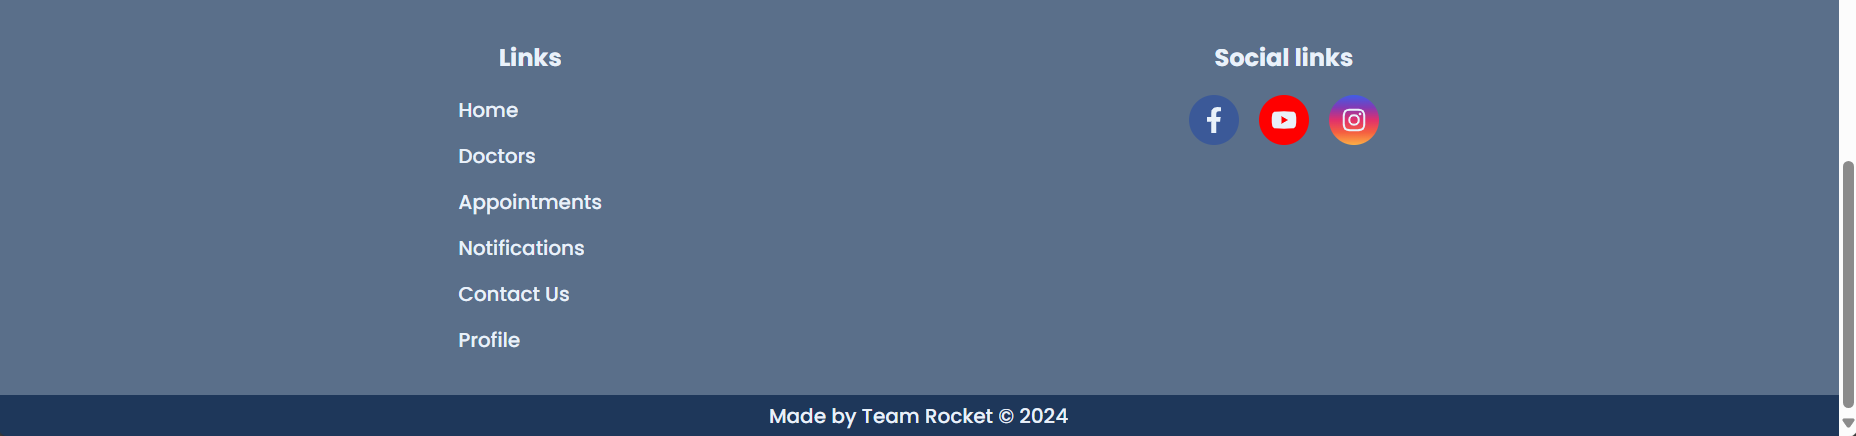 Links
Home
Doctors
Appointments
Notifications
Contact Us
Profile
Social links
Made by Team Rocket © 2024